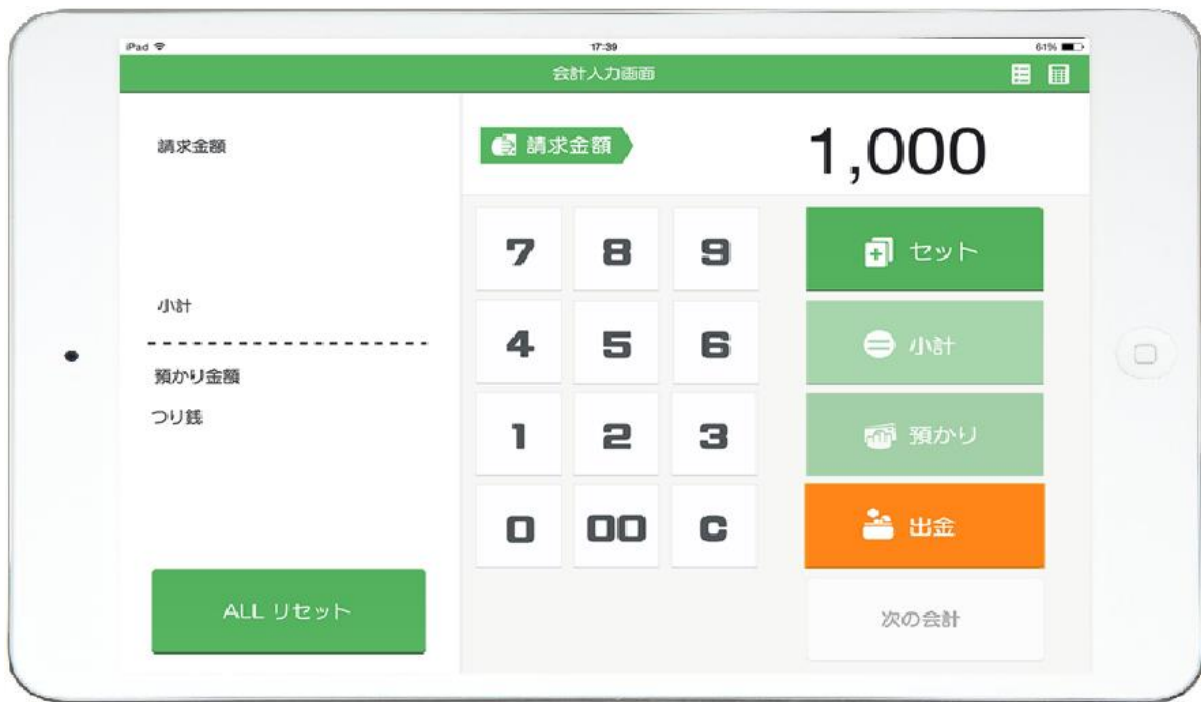 iPad 17:39 61%
会計入力画面
請求金額
小計
預かり金額
つり銭
ALL リセット
請求金額 1,000
7 8 9 セット
4 5 6 小計
1 2 3 預かり
0 00 C 出金
次の会計